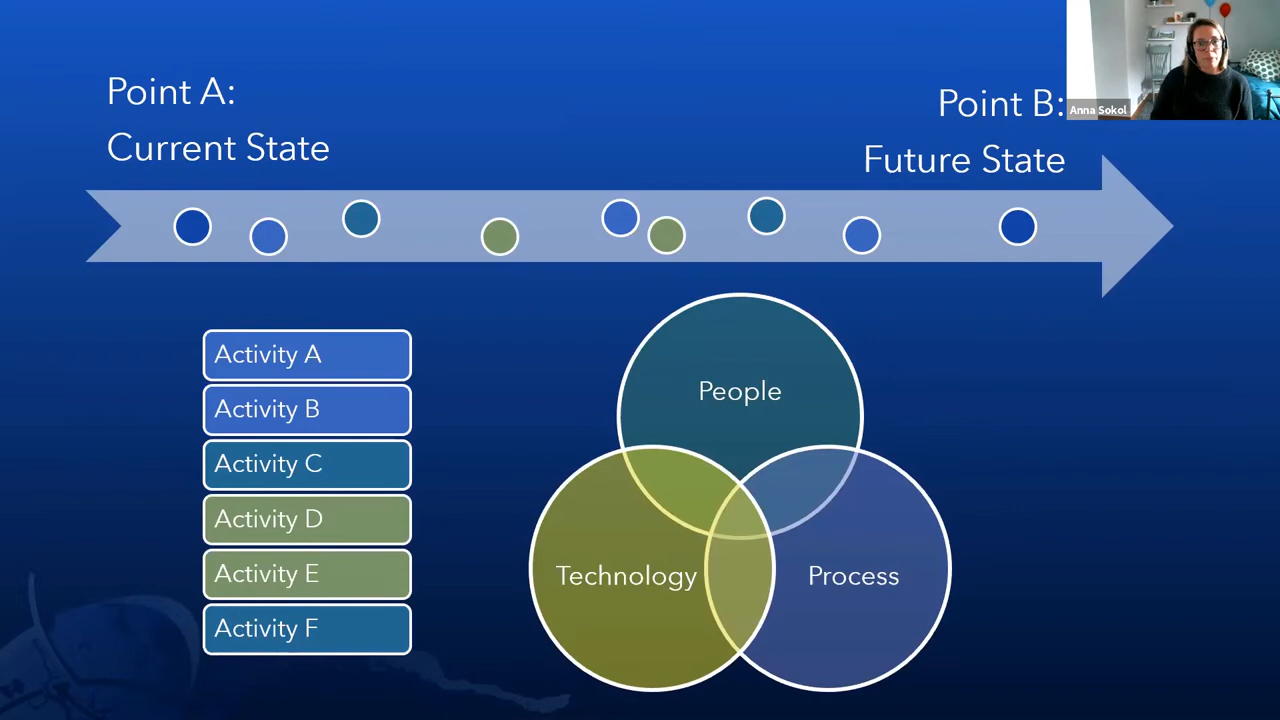 Point A:
Current State
Point B:
Future State
Anna Sokol
Activity A
Activity B
Activity C
Activity D
Activity E
Activity F
People
Technology
Process